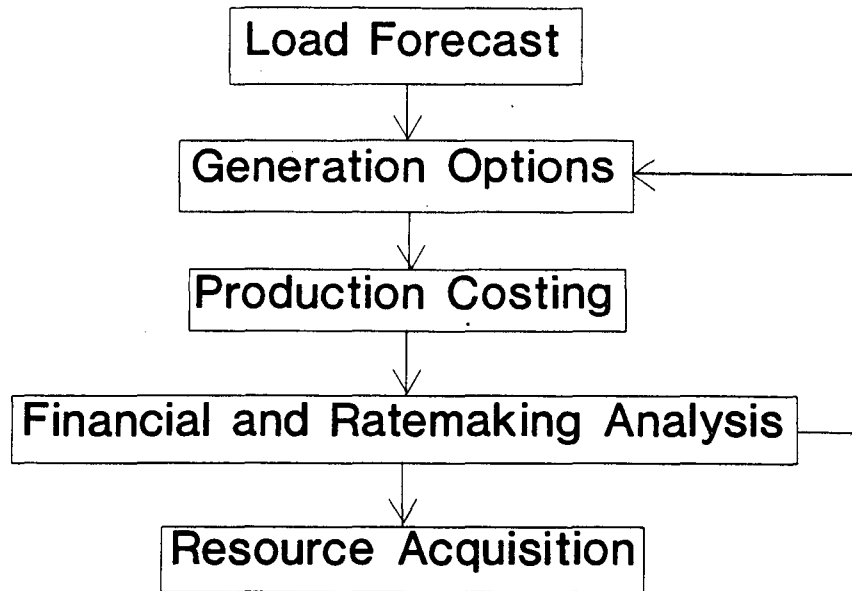 Load Forecast
Generation Options
Production Costing
Financial and Ratemaking Analysis
Resource Acquisition